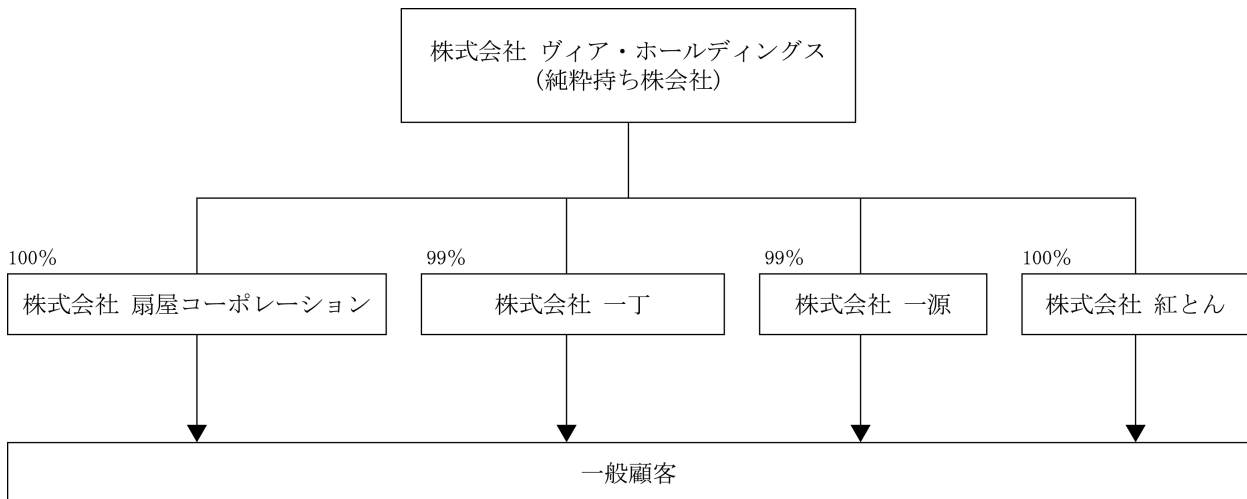 株式会社 ヴィア・ホールディングス
(純粋持ち株会社)
100%
99%
99%
100%
株式会社 扇屋コーポレーション
株式会社 一丁
株式会社 一源
株式会社 紅とん
一般顧客